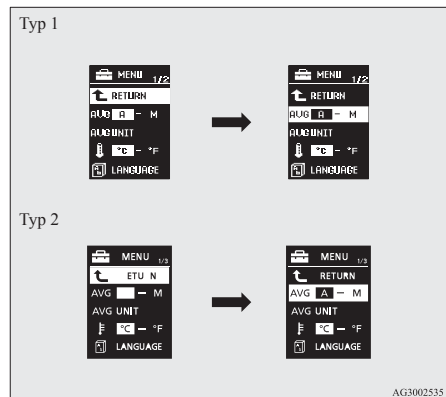 Typ 1
MENU 1/2
RETURN
AVG A - M
AVG UNIT
°C - °F
LANGUAGE
MENU 1/2
RETURN
AVG A - M
AVG UNIT
°C - °F
LANGUAGE
Typ 2
MENU 1/3
ETU N
AVG - M
AVG UNIT
°C - °F
LANGUAGE
MENU 1/3
RETURN
AVG A - M
AVG UNIT
°C - °F
LANGUAGE
AG3002535